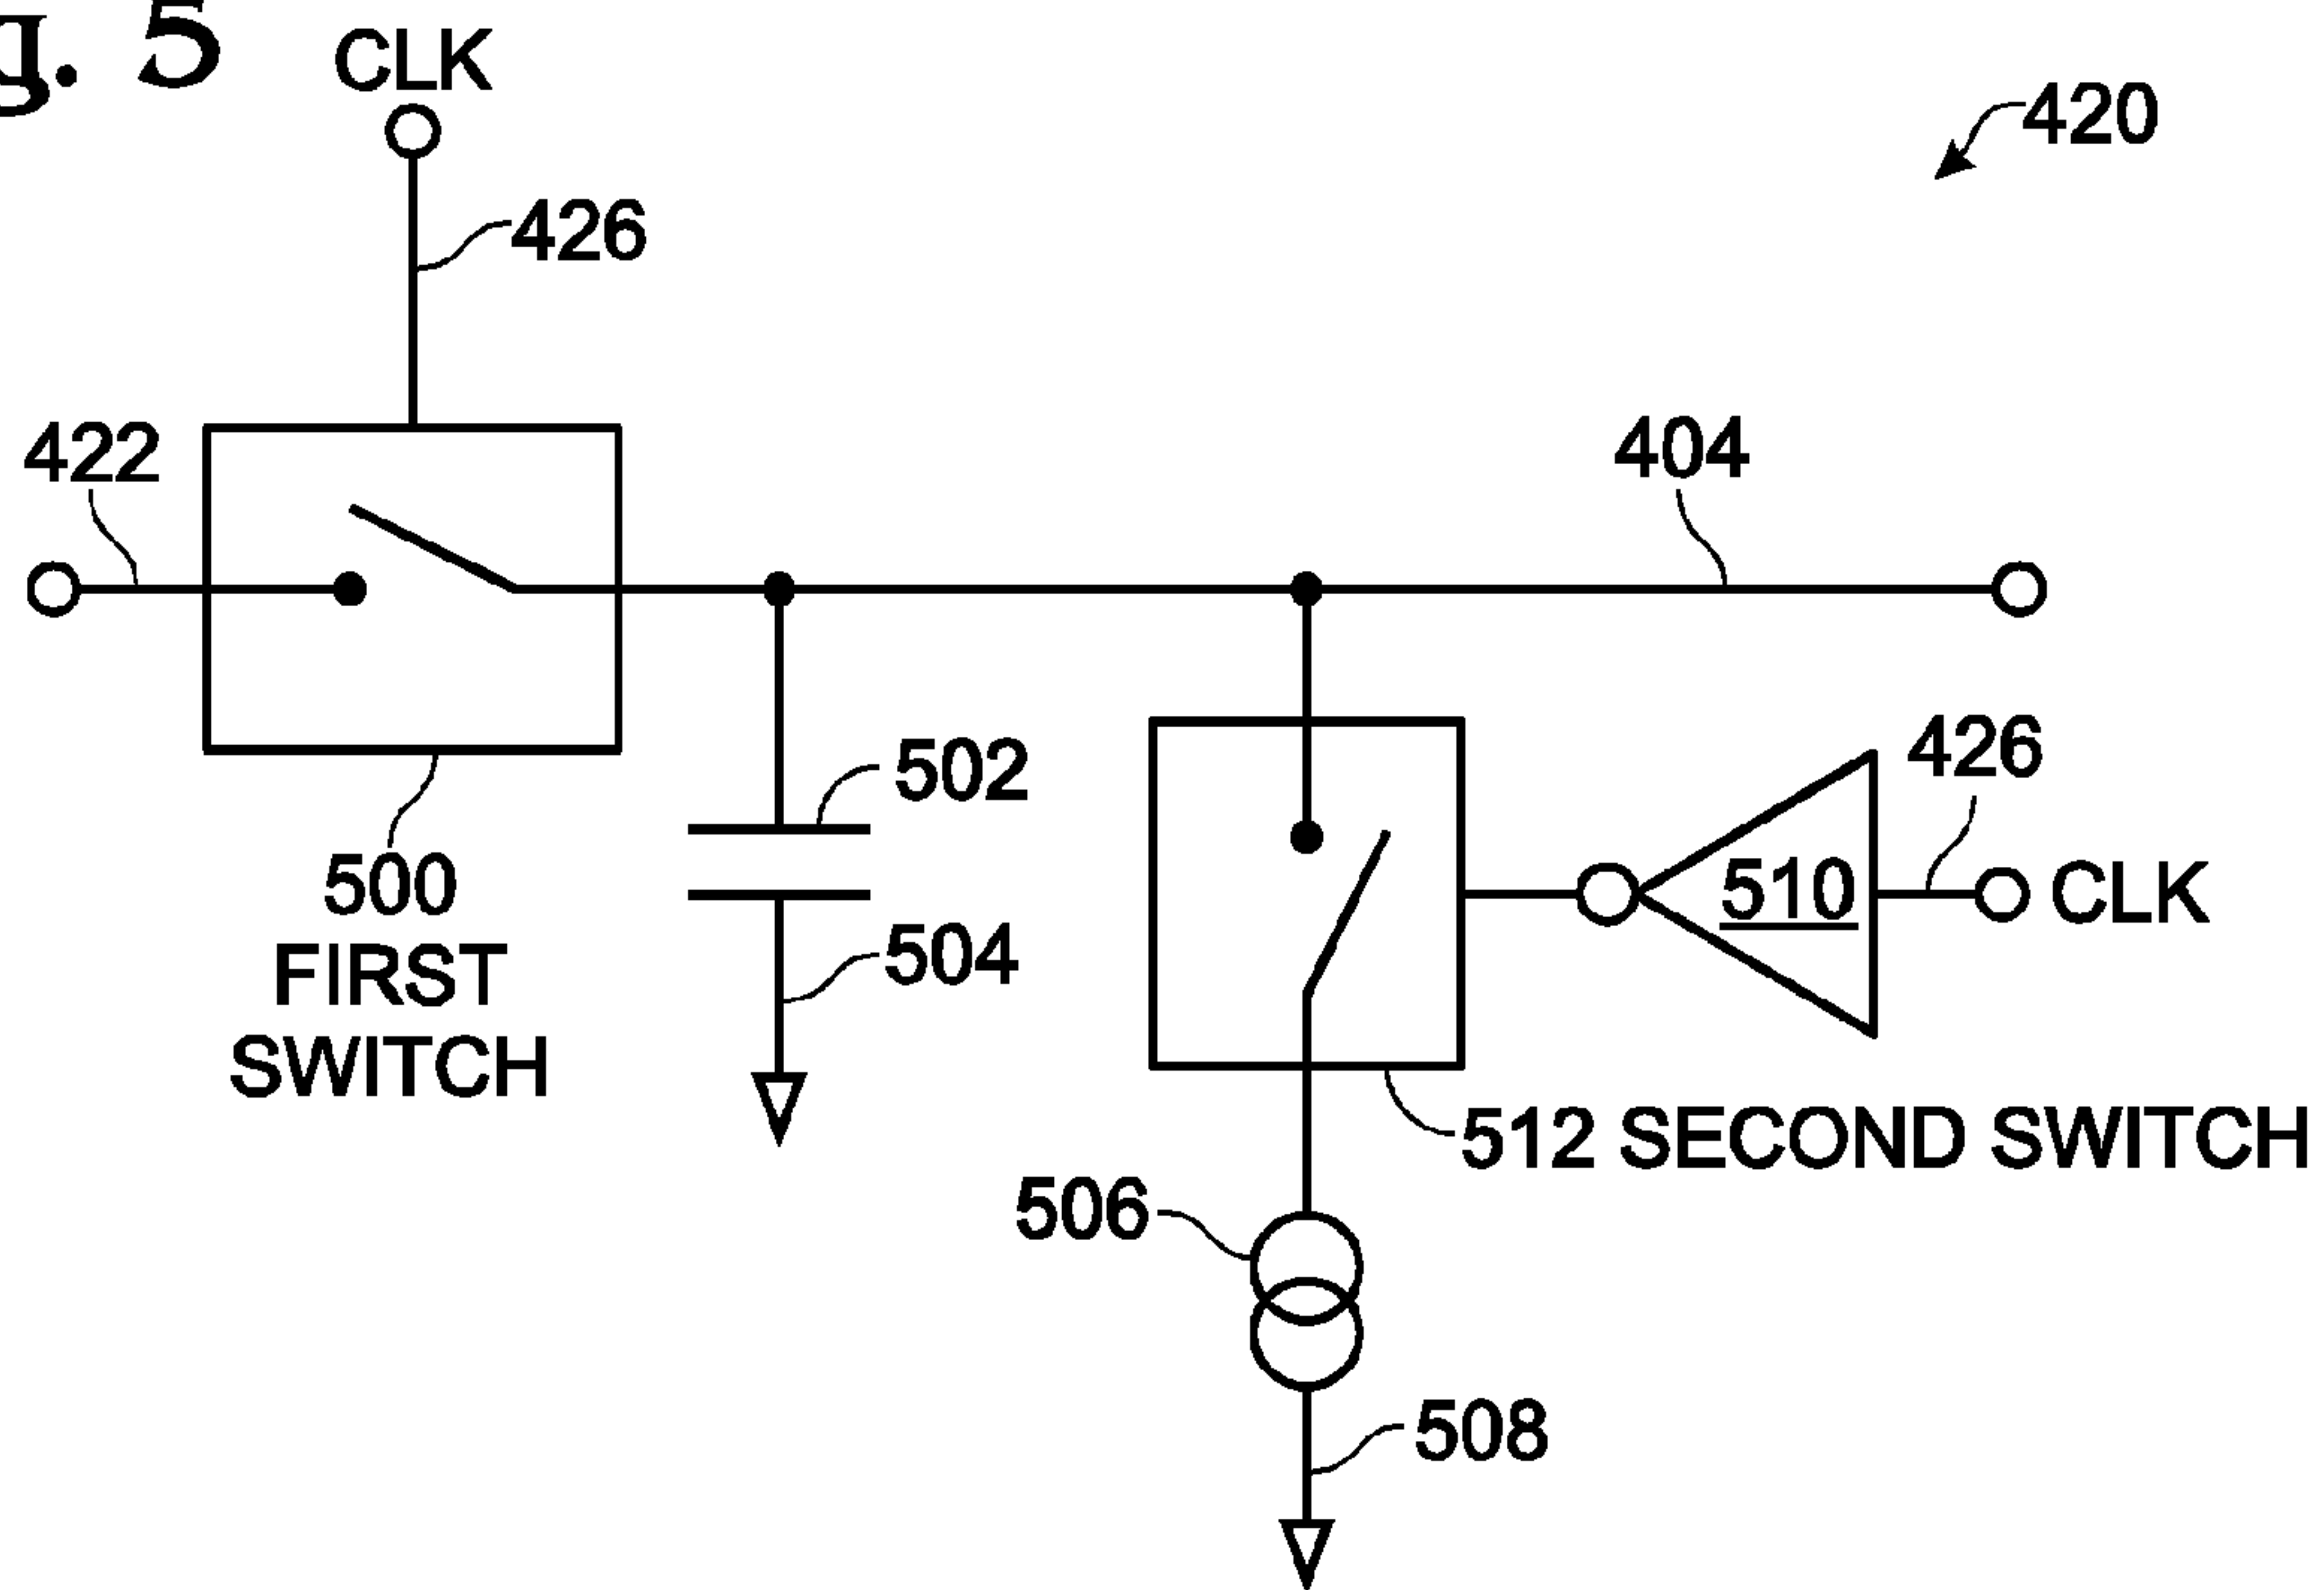 g. 5
CLK
420
426
422
404
502
426
500
FIRST
SWITCH
510
CLK
504
512 SECOND SWITCH
506
508